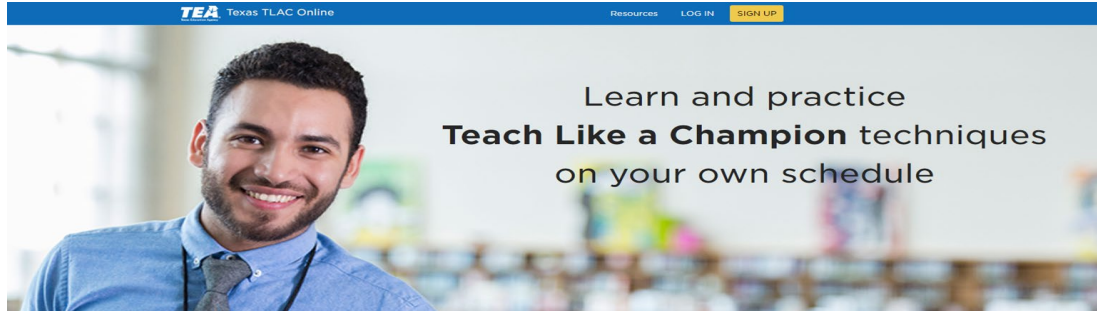 TEA Texas TLAC Online Resources LOG IN SIGN UP
Learn and practice
Teach Like a Champion techniques
on your own schedule